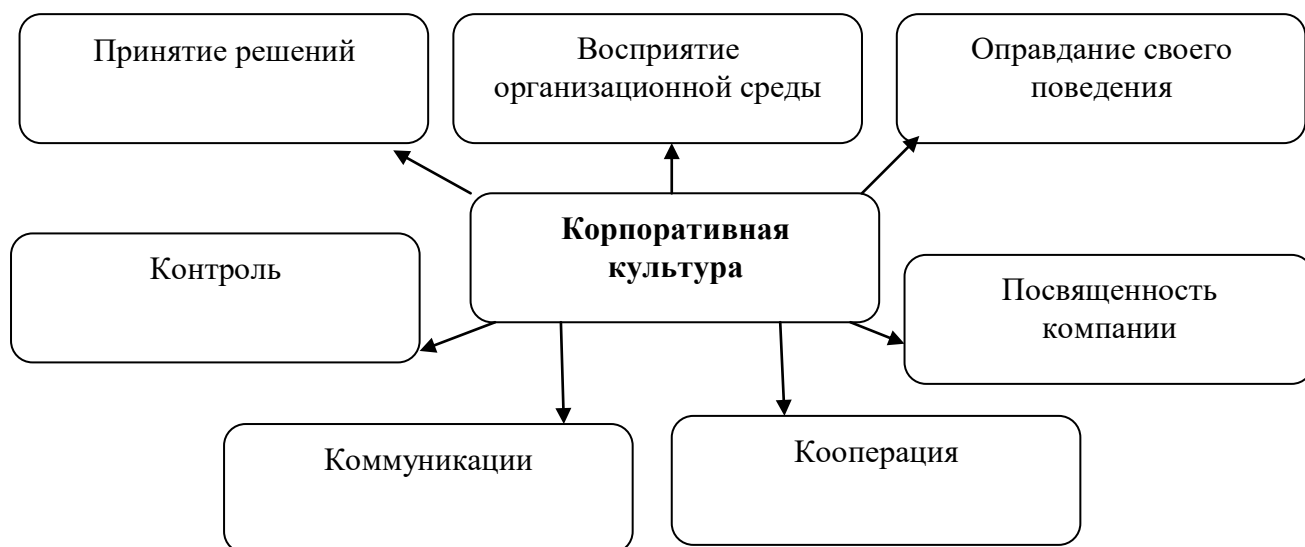 Принятие решений
Восприятие
организационной среды
Оправдание своего
поведения
Корпоративная
культура
Контроль
Посвященность
компании
Коммуникации
Кооперация